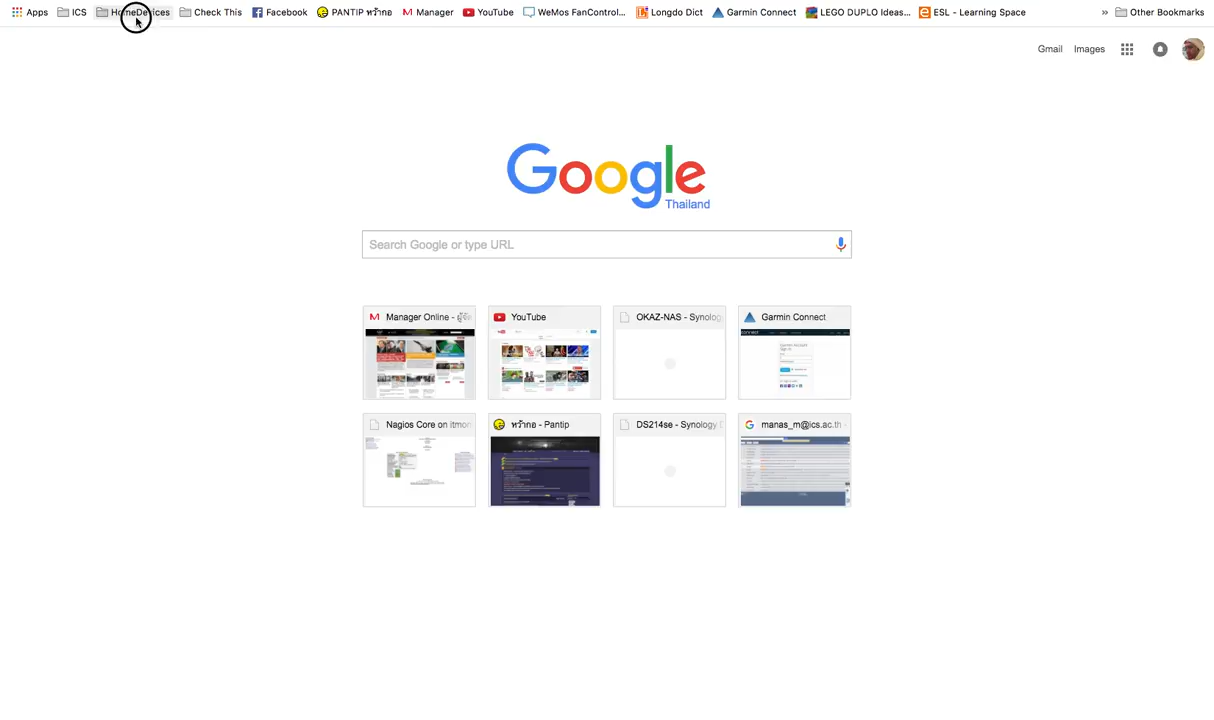 Apps ICS HomeDevices Check This Facebook PANTIP หว้ากอ Manager YouTube WeMos FanControl... Longdo Dict Garmin Connect LEGO DUPLO Ideas... ESL - Learning Space » Other Bookmarks
Gmail Images
Google
Thailand
Search Google or type URL
Manager Online - ผู้จัด YouTube OKAZ-NAS - Synology Garmin Connect
Nagios Core on itmon หว้ากอ - Pantip DS214se - Synology D manas_m@ics.ac.th -